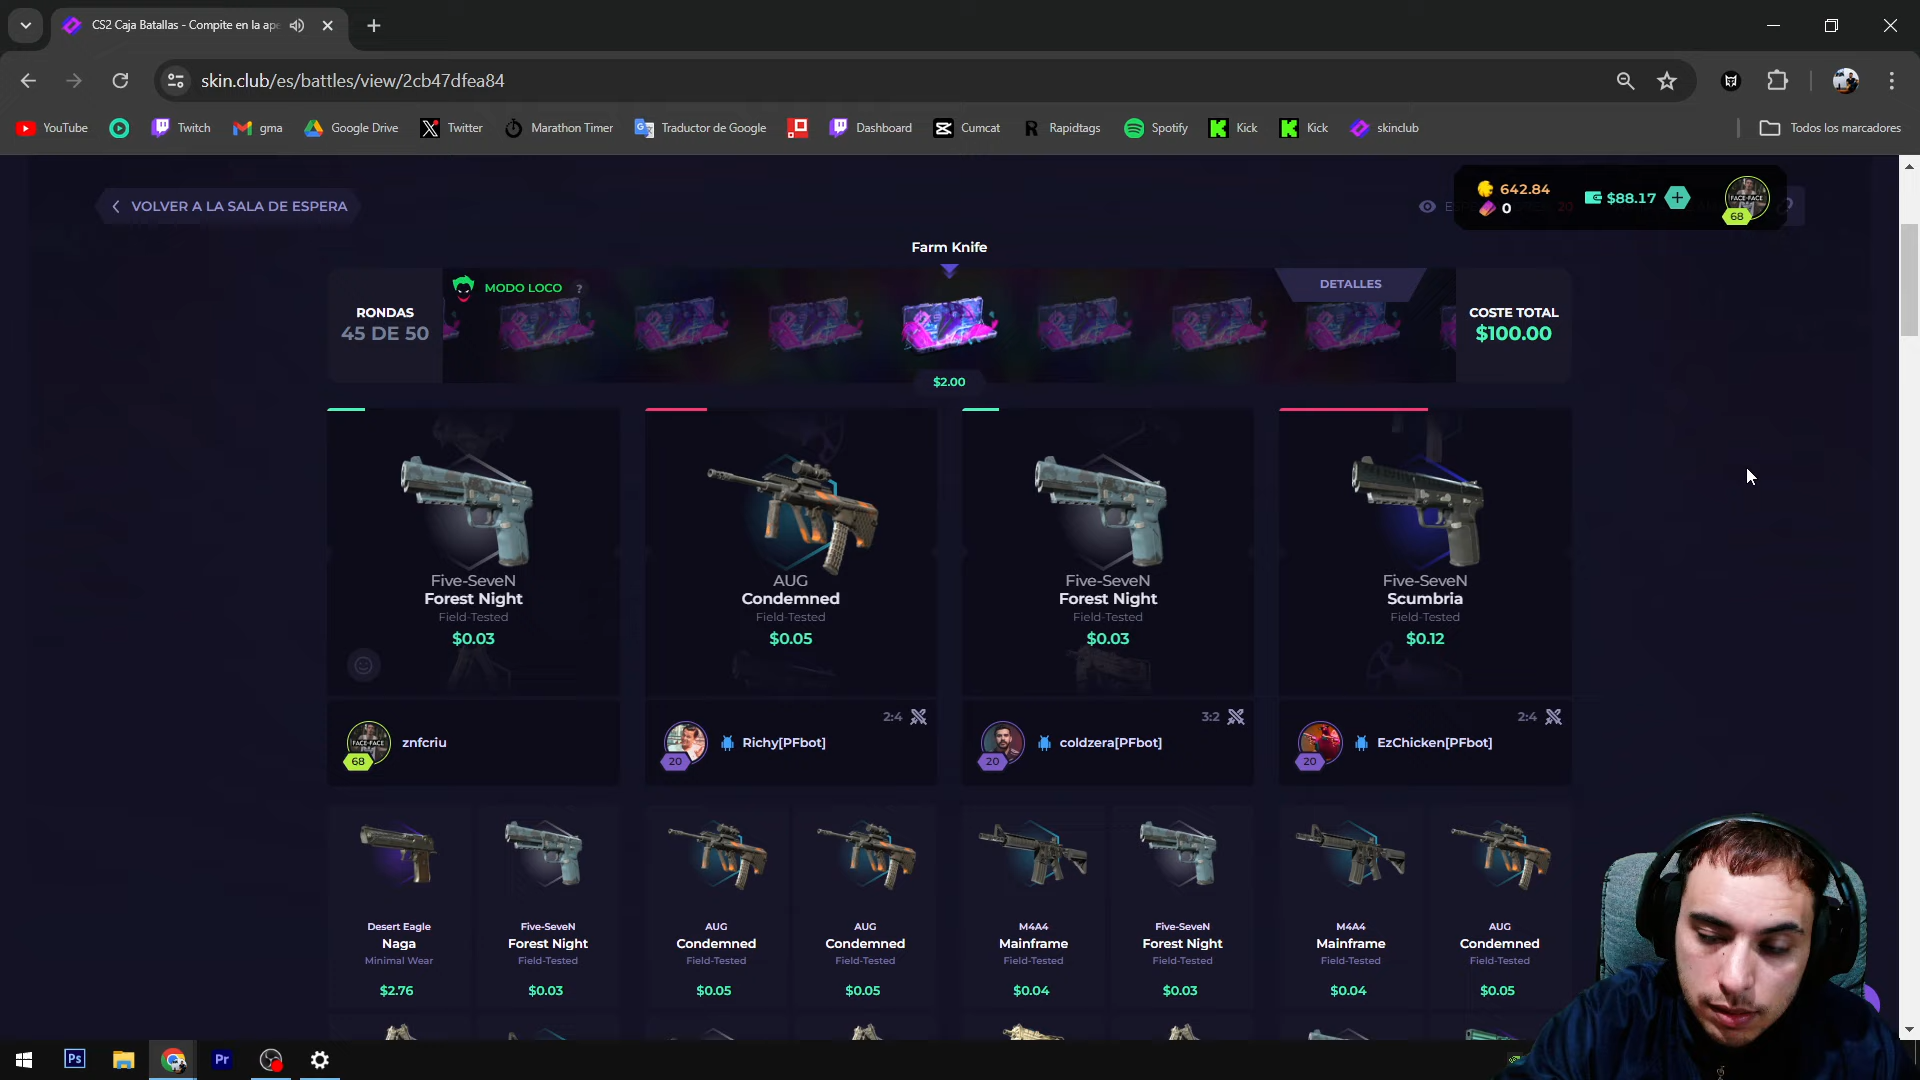 CS2 Caja Batallas - Compite en la ape
skin.club/es/battles/view/2cb47dfea84
YouTube
Twitch
gma
Google Drive
Twitter
Marathon Timer
Traductor de Google
Dashboard
Cumcat
Rapidtags
Spotify
Kick
Kick
skinclub
Todos los marcadores
VOLVER A LA SALA DE ESPERA
642.84
0
$88.17
68
Farm Knife
RONDAS
45 DE 50
MODO LOCO ?
DETALLES
COSTE TOTAL
$100.00
$2.00
Five-SeveN
Forest Night
Field-Tested
$0.03
AUG
Condemned
Field-Tested
$0.05
Five-SeveN
Forest Night
Field-Tested
$0.03
Five-SeveN
Scumbria
Field-Tested
$0.12
FACE-FACE
68
znfcriu
2:4
20
Richy[PFbot]
3:2
20
coldzera[PFbot]
2:4
20
EzChicken[PFbot]
Desert Eagle
Naga
Minimal Wear
$2.76
Five-SeveN
Forest Night
Field-Tested
$0.03
AUG
Condemned
Field-Tested
$0.05
AUG
Condemned
Field-Tested
$0.05
M4A4
Mainframe
Field-Tested
$0.04
Five-SeveN
Forest Night
Field-Tested
$0.03
M4A4
Mainframe
Field-Tested
$0.04
AUG
Condemned
Field-Tested
$0.05
Ps
Pr